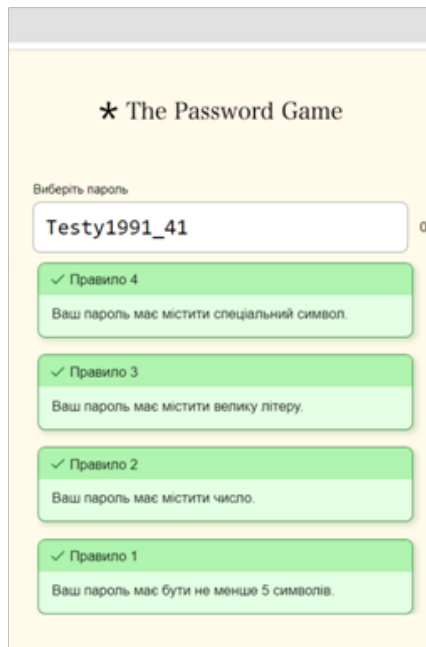 * The Password Game
Виберіть пароль
Testy1991_41
0
✓ Правило 4
Ваш пароль має містити спеціальний символ.
✓ Правило 3
Ваш пароль має містити велику літеру.
✓ Правило 2
Ваш пароль має містити число.
✓ Правило 1
Ваш пароль має бути не менше 5 символів.